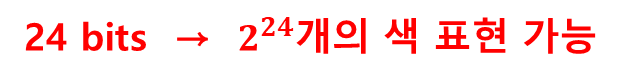 24 bits → 2²⁴개의 색 표현 가능